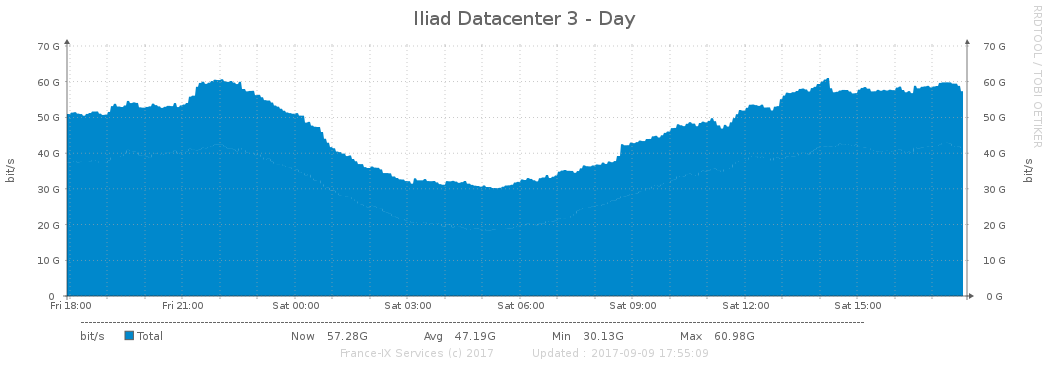 Iliad Datacenter 3 - Day
RRDTOOL / TOBI OETIKER
70 G 70 G
60 G 60 G
50 G 50 G
40 G 40 G
30 G 30 G
20 G 20 G
10 G 10 G
0 0 G
bit/s bit/s
Fri 18:00 Fri 21:00 Sat 00:00 Sat 03:00 Sat 06:00 Sat 09:00 Sat 12:00 Sat 15:00
bit/s Total Now 57.28G Avg 47.19G Min 30.13G Max 60.98G
France-IX Services (c) 2017 Updated : 2017-09-09 17:55:09